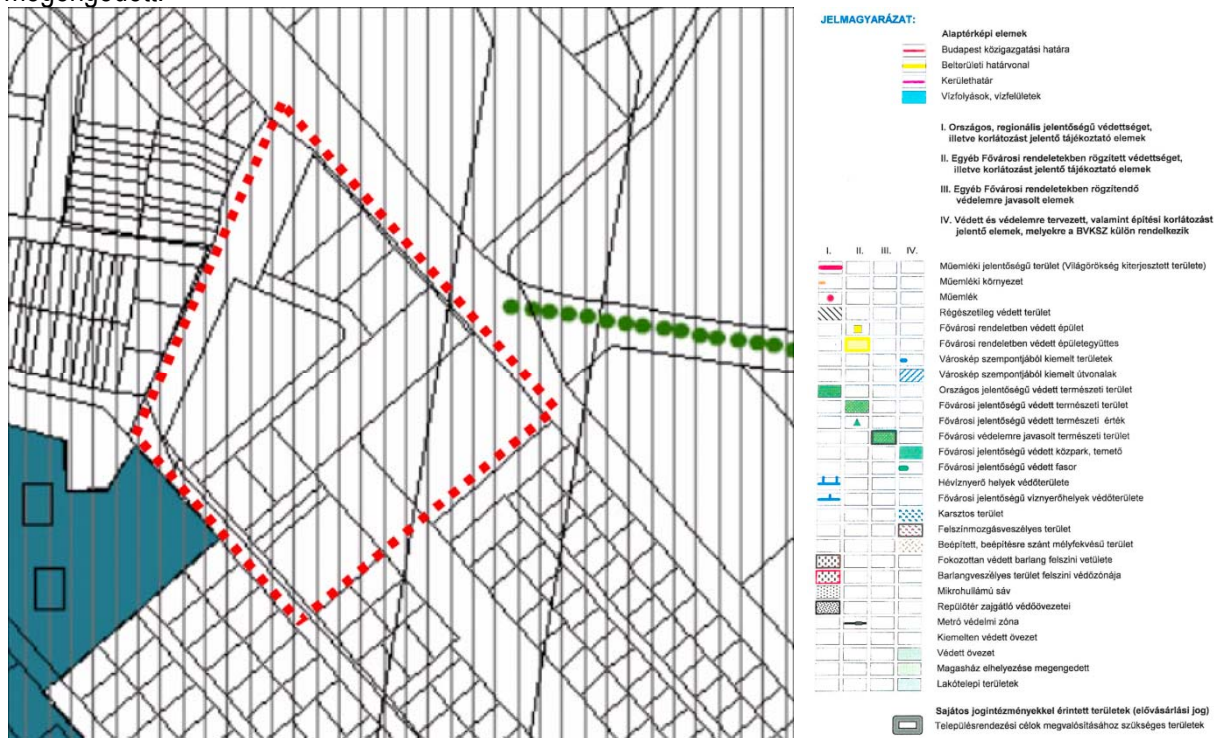 megengedett.
JELMAGYARÁZAT:
Alaptérképi elemek
Budapest közigazgatási határa
Belterületi határvonal
Kerülethatár
Vízfolyások, vízfelületek
I. Országos, regionális jelentőségű védettséget,
illetve korlátozást jelentő tájékoztató elemek
II. Egyéb Fővárosi rendeletekben rögzített védettséget,
illetve korlátozást jelentő tájékoztató elemek
III. Egyéb Fővárosi rendeletekben rögzítendő
védelemre javasolt elemek
IV. Védett és védelemre tervezett, valamint építési korlátozást
jelentő elemek, melyekre a BVKSZ külön rendelkezik
I. II. III. IV.
Műemléki jelentőségű terület (Világörökség kiterjesztett területe)
Műemléki környezet
Műemlék
Régészetileg védett terület
Fővárosi rendeletben védett épület
Fővárosi rendeletben védett épületegyüttes
Városkép szempontjából kiemelt területek
Városkép szempontjából kiemelt útvonalak
Országos jelentőségű védett természeti terület
Fővárosi jelentőségű védett természeti terület
Fővárosi jelentőségű védett természeti érték
Fővárosi védelemre javasolt természeti terület
Fővárosi jelentőségű védett közpark, temető
Fővárosi jelentőségű védett fasor
Hévíznyerő helyek védőterülete
Fővárosi jelentőségű víznyerőhelyek védőterülete
Karsztos terület
Felszínmozgásveszélyes terület
Beépített, beépítésre szánt mélyfekvésű terület
Fokozottan védett barlang felszíni vetülete
Barlangveszélyes terület felszíni védőzónája
Mikrohullámú sáv
Repülőtér zajgátló védőövezetei
Metró védelmi zóna
Kiemelten védett övezet
Védett övezet
Magasház elhelyezése megengedett
Lakótelepi területek
Sajátos jogintézményekkel érintett területek (elővásárlási jog)
Településrendezési célok megvalósításához szükséges területek